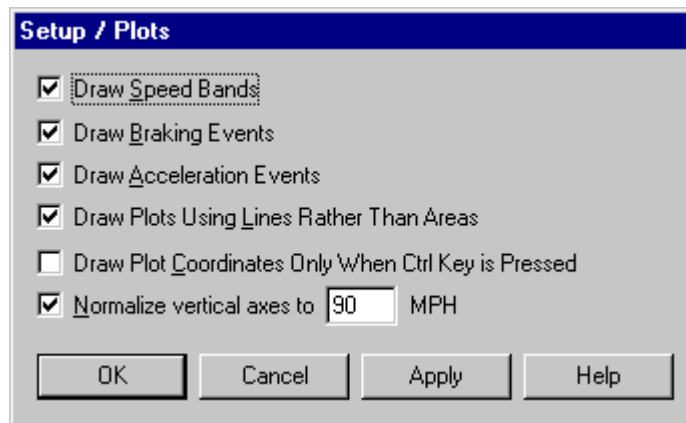 Setup / Plots
Draw Speed Bands
Draw Braking Events
Draw Acceleration Events
Draw Plots Using Lines Rather Than Areas
Draw Plot Coordinates Only When Ctrl Key is Pressed
Normalize vertical axes to 90 MPH
OK Cancel Apply Help